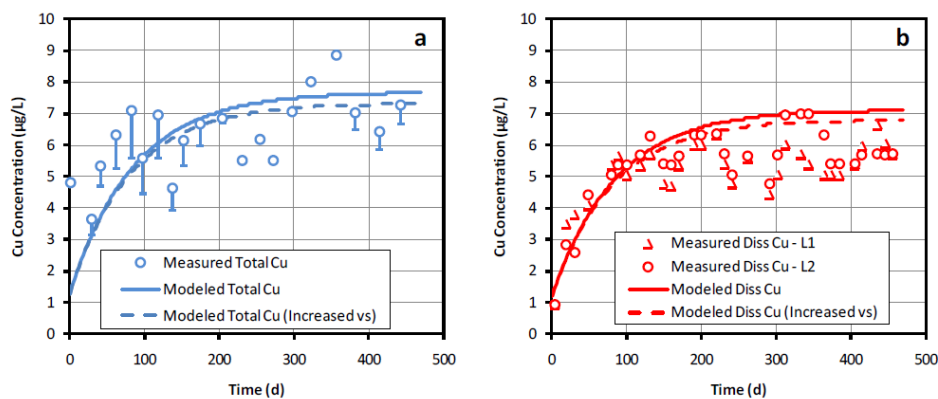 a
10
9
8
7
6
5
4
3
2
1
0
Cu Concentration (µg/L)
Measured Total Cu
Modeled Total Cu
Modeled Total Cu (Increased vs)
0
100
200
300
400
500
Time (d)
b
10
9
8
7
6
5
4
3
2
1
0
Cu Concentration (µg/L)
Measured Diss Cu - L1
Measured Diss Cu - L2
Modeled Diss Cu
Modeled Diss Cu (Increased vs)
0
100
200
300
400
500
Time (d)